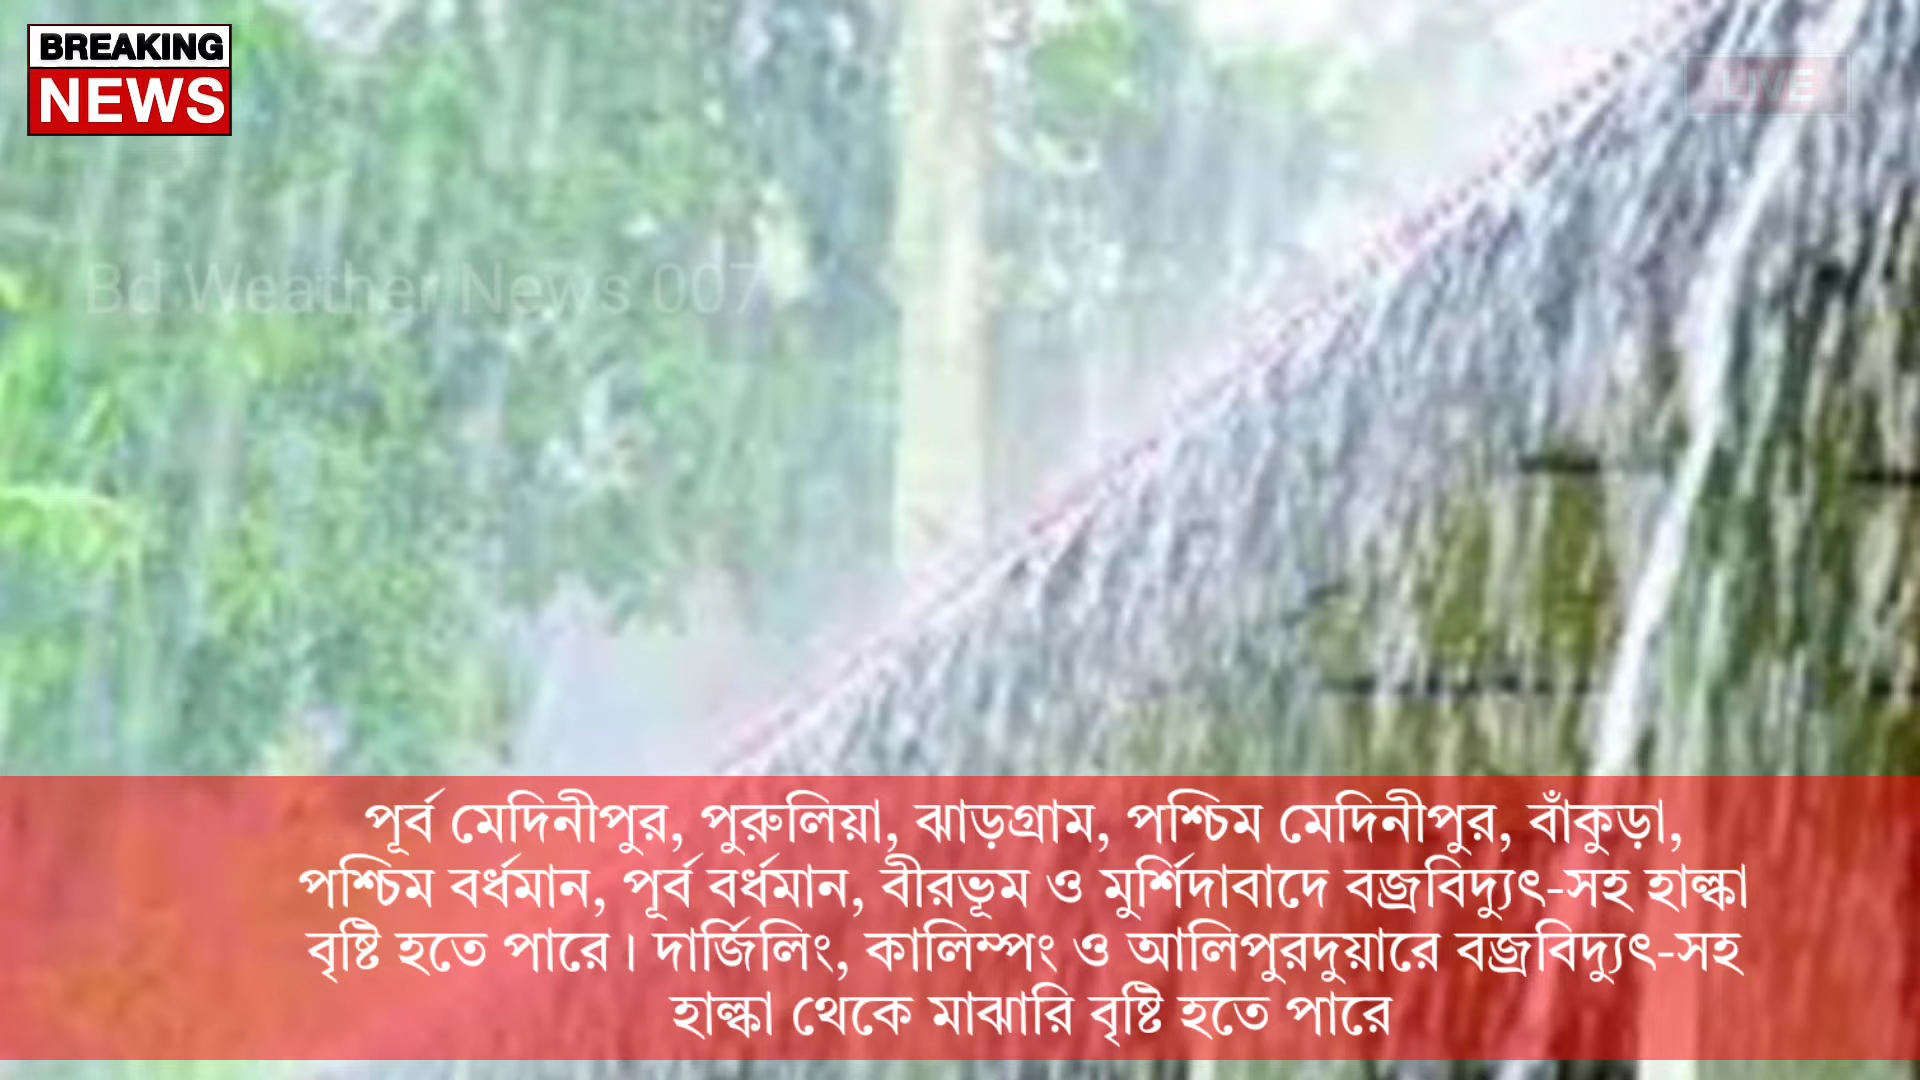 BREAKING
NEWS
LIVE
Bd Weather News 007
পূর্ব মেদিনীপুর, পুরুলিয়া, ঝাড়গ্রাম, পশ্চিম মেদিনীপুর, বাঁকুড়া,
পশ্চিম বর্ধমান, পূর্ব বর্ধমান, বীরভূম ও মুর্শিদাবাদে বজ্রবিদ্যুৎ-সহ হাল্কা
বৃষ্টি হতে পারে। দার্জিলিং, কালিম্পং ও আলিপুরদুয়ারে বজ্রবিদ্যুৎ-সহ
হাল্কা থেকে মাঝারি বৃষ্টি হতে পারে